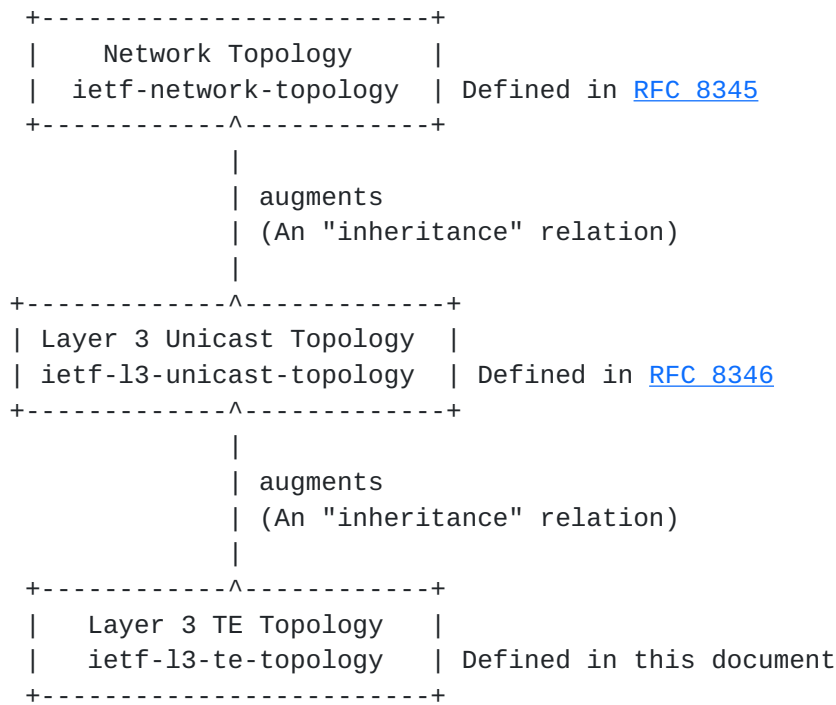 +-------------------------+
|     Network Topology      |
|   ietf-network-topology   | Defined in RFC 8345
+------------^------------+
|
| augments
| (An "inheritance" relation)
|
+-------------^-------------+
| Layer 3 Unicast Topology  |
| ietf-l3-unicast-topology  | Defined in RFC 8346
+-------------^-------------+
|
| augments
| (An "inheritance" relation)
|
+------------^------------+
|    Layer 3 TE Topology    |
|    ietf-l3-te-topology    | Defined in this document
+-------------------------+